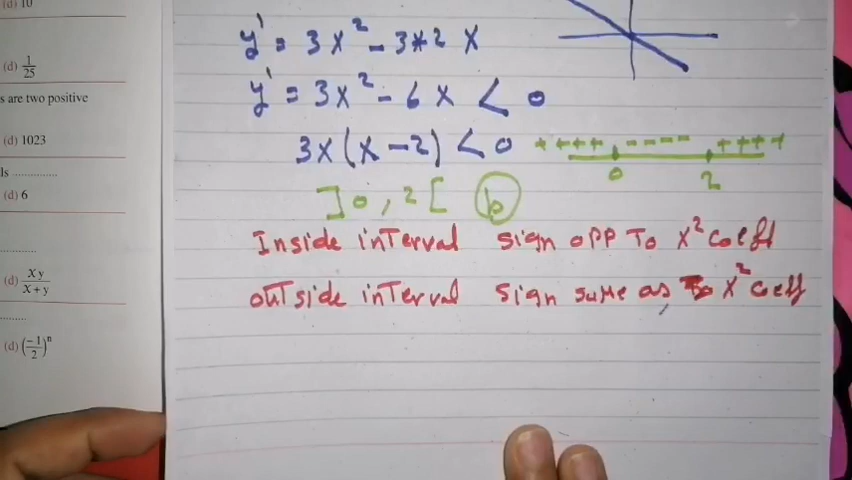 (d) 10
(d) 1/25
s are two positive
(d) 1023
ls ..............
(d) 6
(d) xy/(x+y)
(d) (-1/2)^n
y' = 3x² - 3*2 x
y' = 3x² - 6x < 0
3x(x-2) < 0
++++ ---- ++++
0 2
]0,2[ b
Inside interval sign opp To x² coeft
outside interval sign same as x² coeff